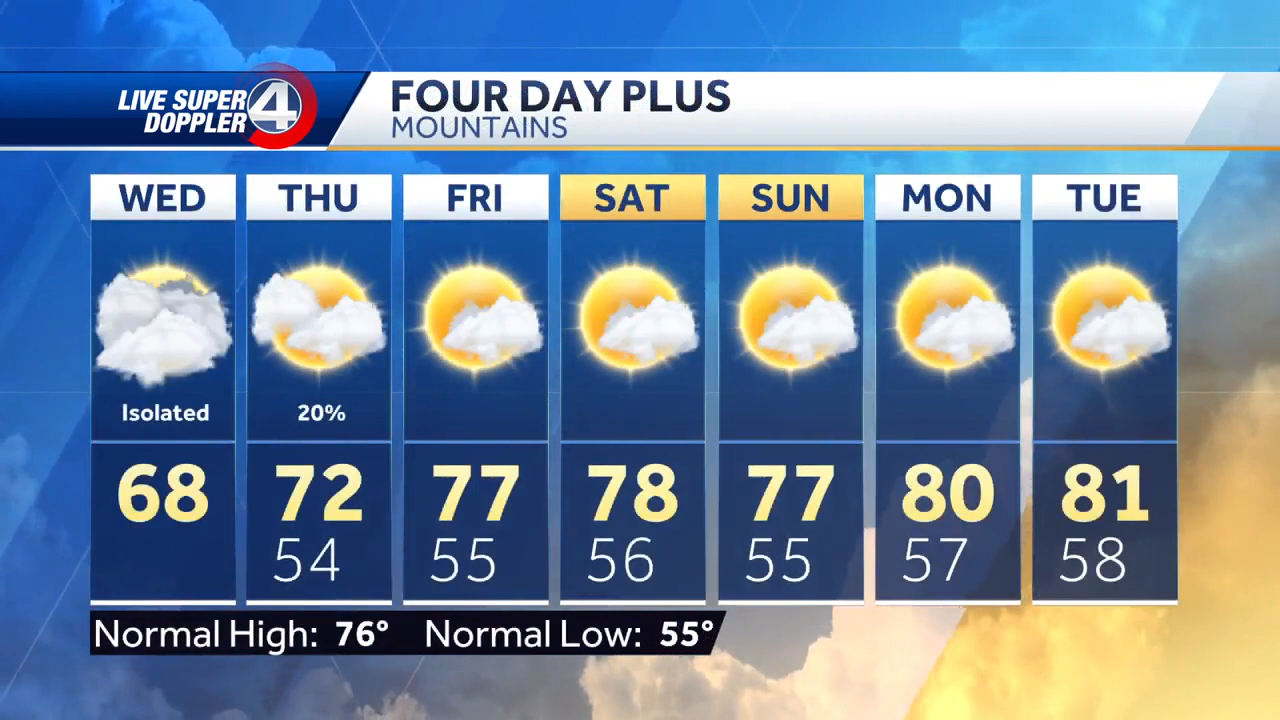 LIVE SUPER
DOPPLER 4
FOUR DAY PLUS
MOUNTAINS
WED THU FRI SAT SUN MON TUE
Isolated 20%
68 72 77 78 77 80 81
54 55 56 55 57 58
Normal High: 76° Normal Low: 55°